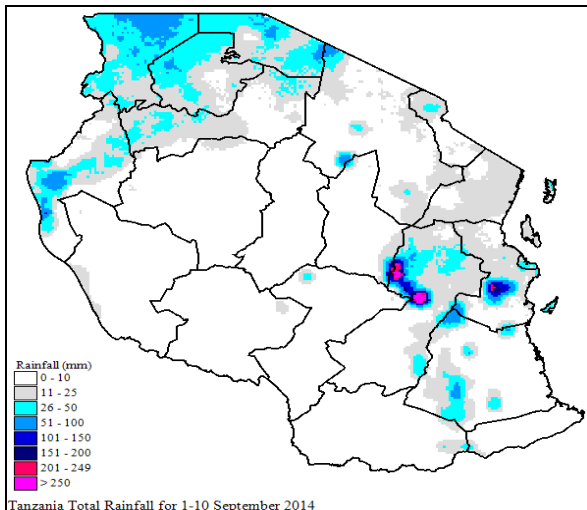 Rainfall (mm)
0 - 10
11 - 25
26 - 50
51 - 100
101 - 150
151 - 200
201 - 249
> 250
Tanzania Total Rainfall for 1-10 September 2014